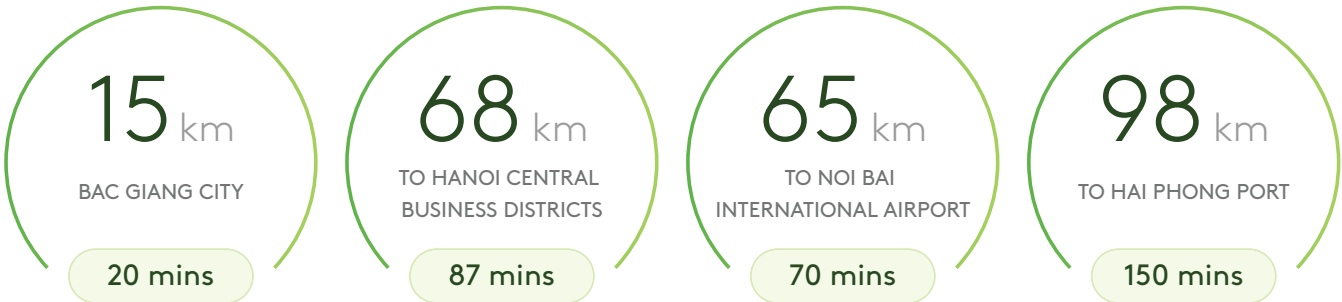 15 km
BAC GIANG CITY
20 mins
68 km
TO HANOI CENTRAL
BUSINESS DISTRICTS
87 mins
65 km
TO NOI BAI
INTERNATIONAL AIRPORT
70 mins
98 km
TO HAI PHONG PORT
150 mins